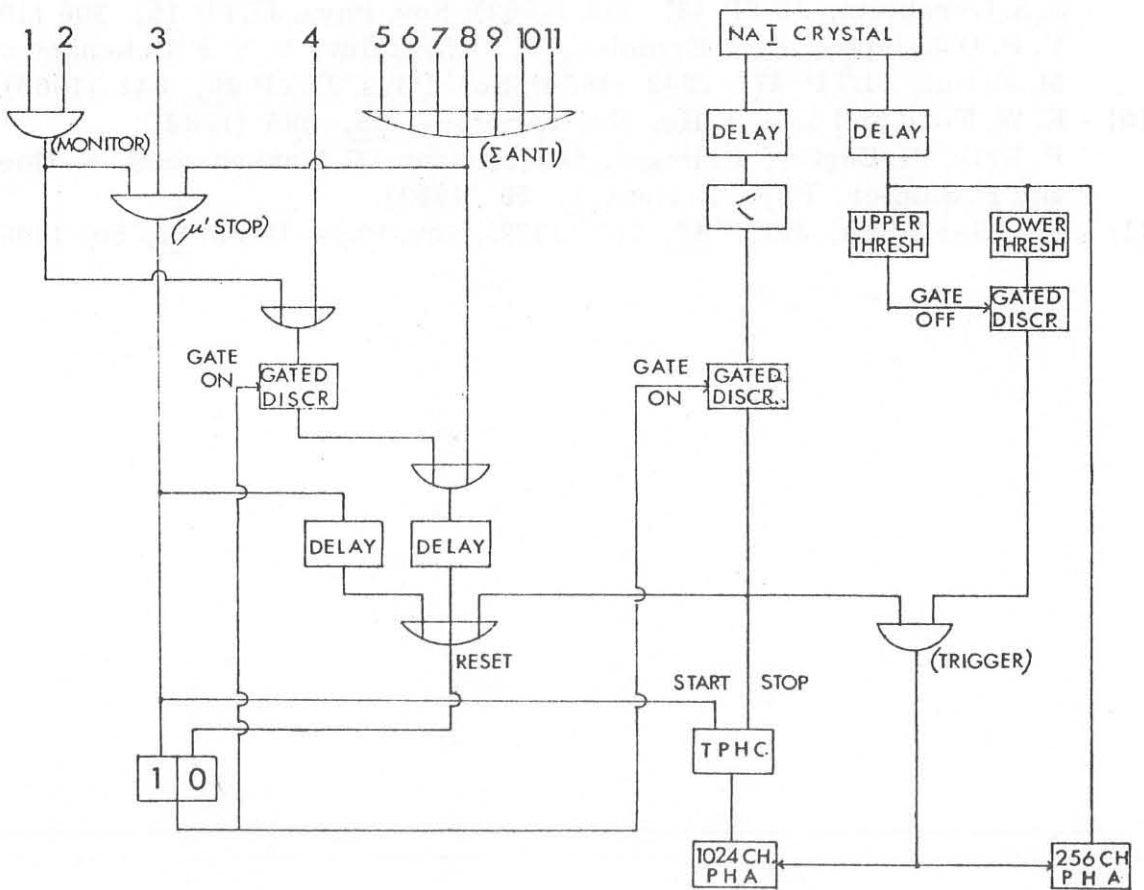 1 2 3 4 5 6 7 8 9 10 11
NaI CRYSTAL
(MONITOR)
(Σ ANTI)
DELAY
DELAY
(μ' STOP)
<
UPPER
THRESH
LOWER
THRESH
GATE
OFF
GATED
DISCR
GATE
ON
GATED
DISCR
GATE
ON
GATED
DISCR.
DELAY
DELAY
RESET
(TRIGGER)
START
STOP
TPHC
1 0
1024 CH.
PHA
256 CH
PHA